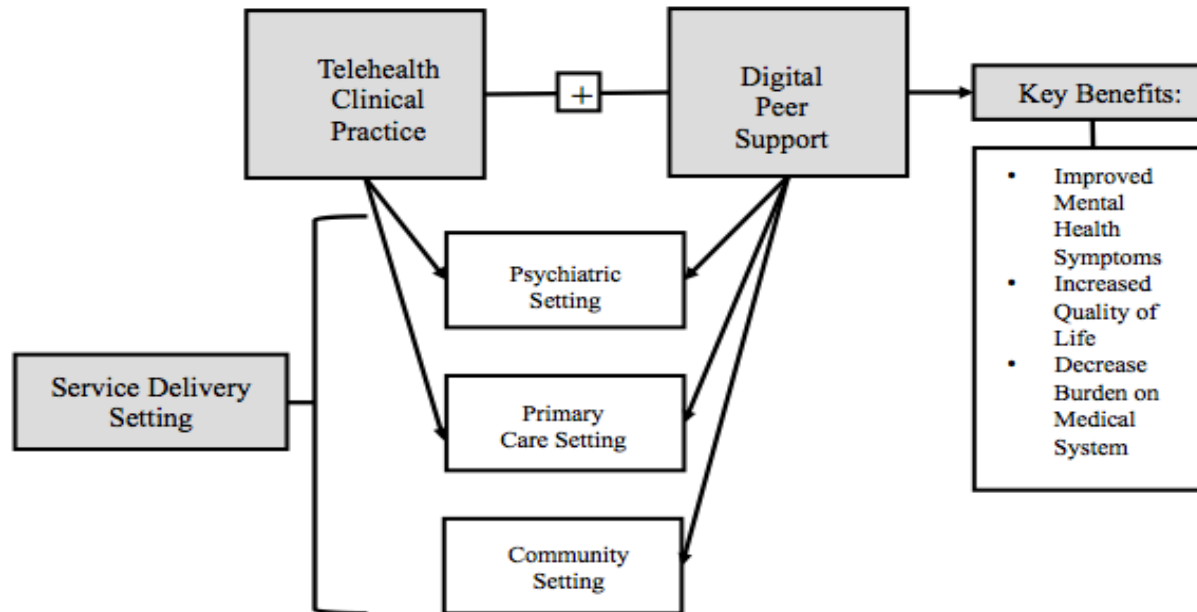 Telehealth
Clinical
Practice
+
Digital
Peer
Support
Key Benefits:
• Improved
Mental
Health
Symptoms
• Increased
Quality of
Life
• Decrease
Burden on
Medical
System
Service Delivery
Setting
Psychiatric
Setting
Primary
Care Setting
Community
Setting